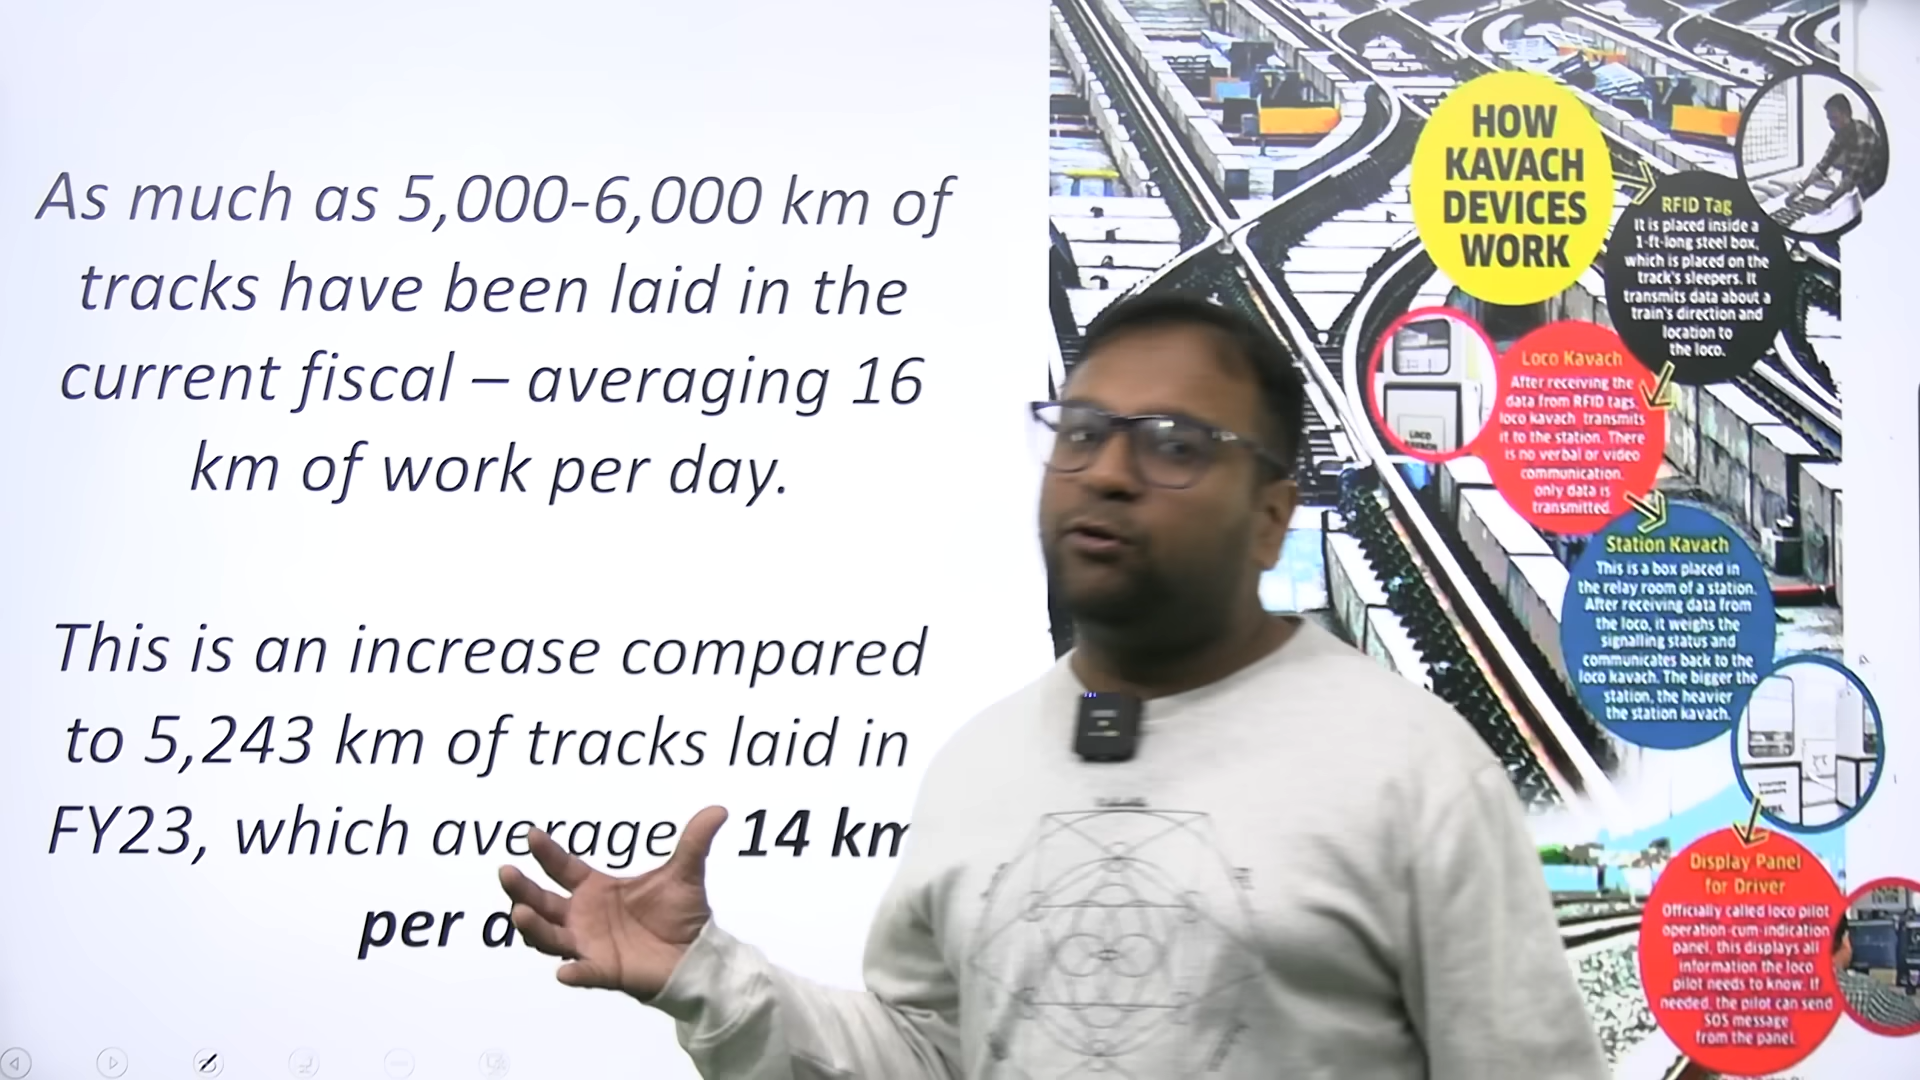 As much as 5,000-6,000 km of
tracks have been laid in the
current fiscal – averaging 16
km of work per day.
This is an increase compared
to 5,243 km of tracks laid in
FY23, which average 14 km
per
HOW
KAVACH
DEVICES
WORK
RFID Tag
It is placed inside a
1-ft-long steel box,
which is placed on the
track's sleepers. It
transmits data about a
train's direction and
location to
the loco.
Loco Kavach
After receiving the
data from RFID tags,
loco kavach transmits
it to the station. There
is no verbal or video
communication,
only data is
transmitted.
LOCO
KAVACH
Station Kavach
This is a box placed in
the relay room of a station.
After receiving data from
the loco, it weighs the
signalling status and
communicates back to the
loco kavach. The bigger the
station, the heavier
the station kavach.
Display Panel
for Driver
Officially called loco pilot
operation-cum-indication
panel, this displays all
information the loco
pilot needs to know. If
needed, the pilot can send
SOS message
from the panel.